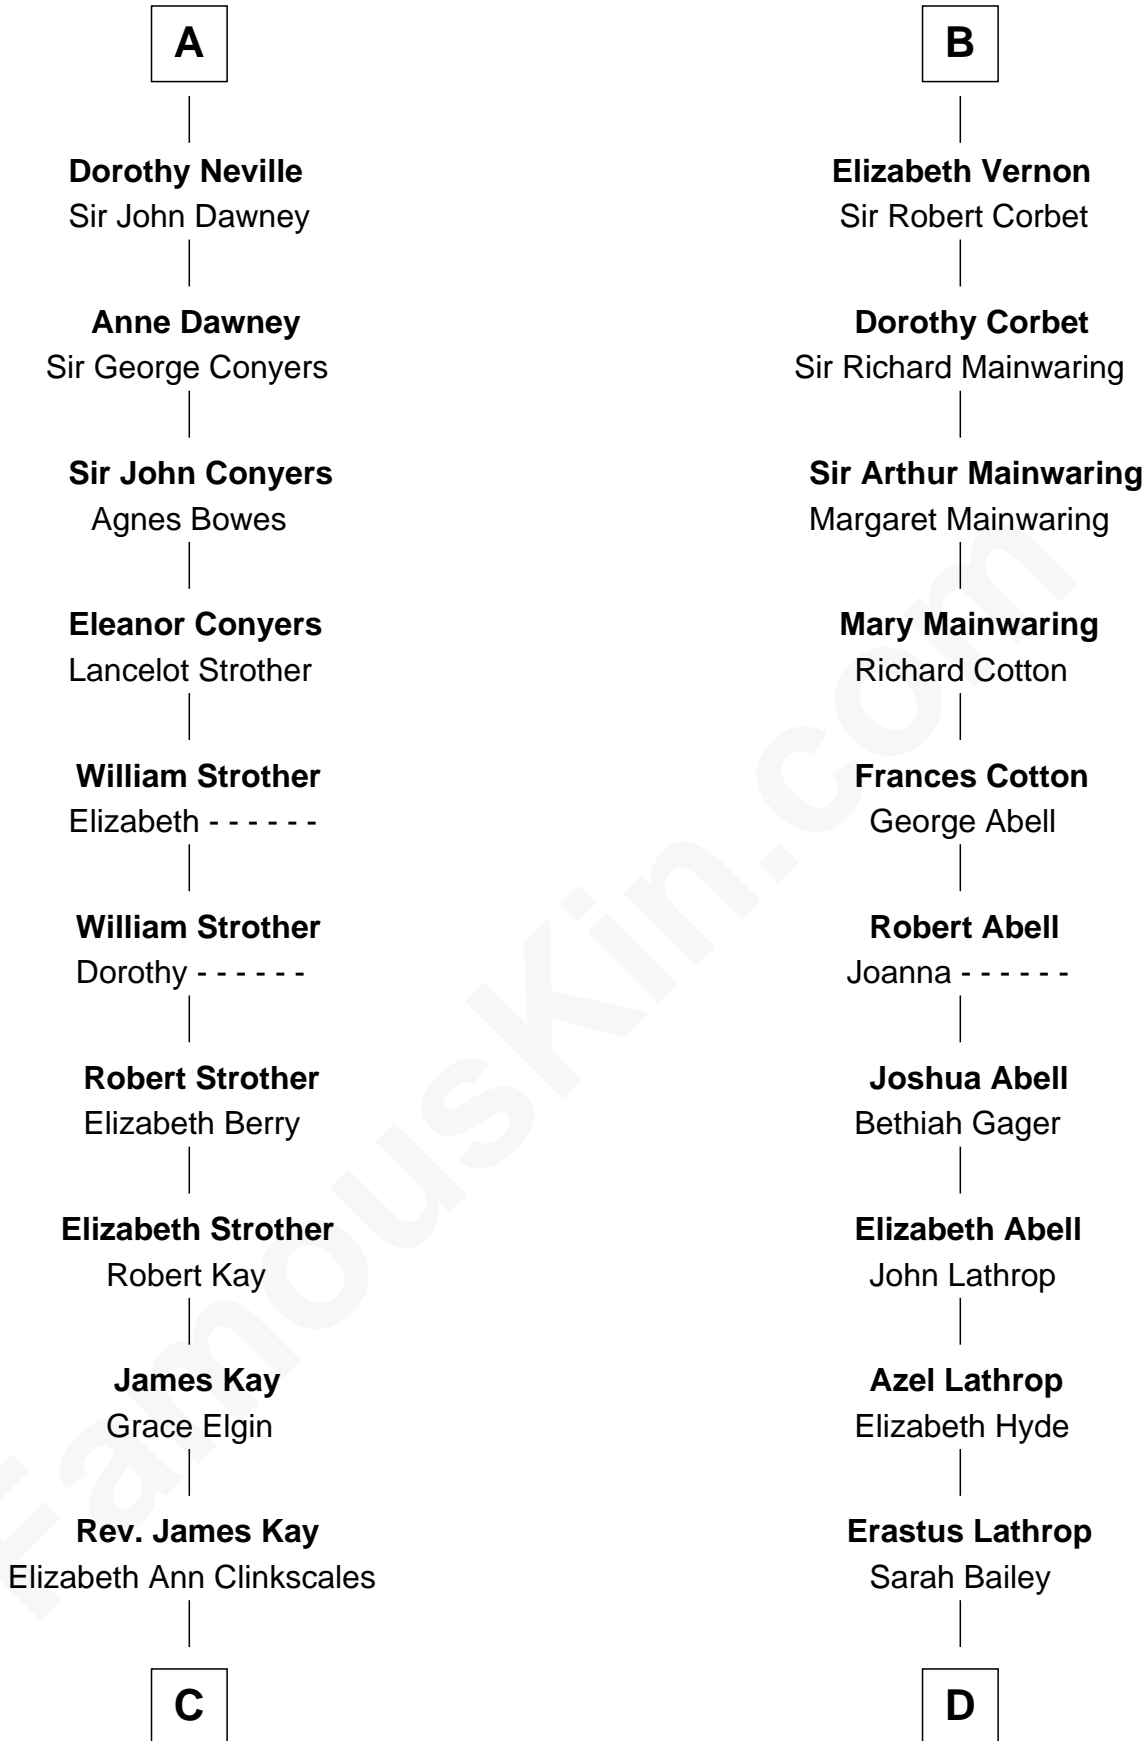 A
Dorothy Neville
Sir John Dawney
Anne Dawney
Sir George Conyers
Sir John Conyers
Agnes Bowes
Eleanor Conyers
Lancelot Strother
William Strother
Elizabeth - - - - - -
William Strother
Dorothy - - - - - -
Robert Strother
Elizabeth Berry
Elizabeth Strother
Robert Kay
James Kay
Grace Elgin
Rev. James Kay
Elizabeth Ann Clinkscales
C
B
Elizabeth Vernon
Sir Robert Corbet
Dorothy Corbet
Sir Richard Mainwaring
Sir Arthur Mainwaring
Margaret Mainwaring
Mary Mainwaring
Richard Cotton
Frances Cotton
George Abell
Robert Abell
Joanna - - - - - -
Joshua Abell
Bethiah Gager
Elizabeth Abell
John Lathrop
Azel Lathrop
Elizabeth Hyde
Erastus Lathrop
Sarah Bailey
D
FamousKin.com